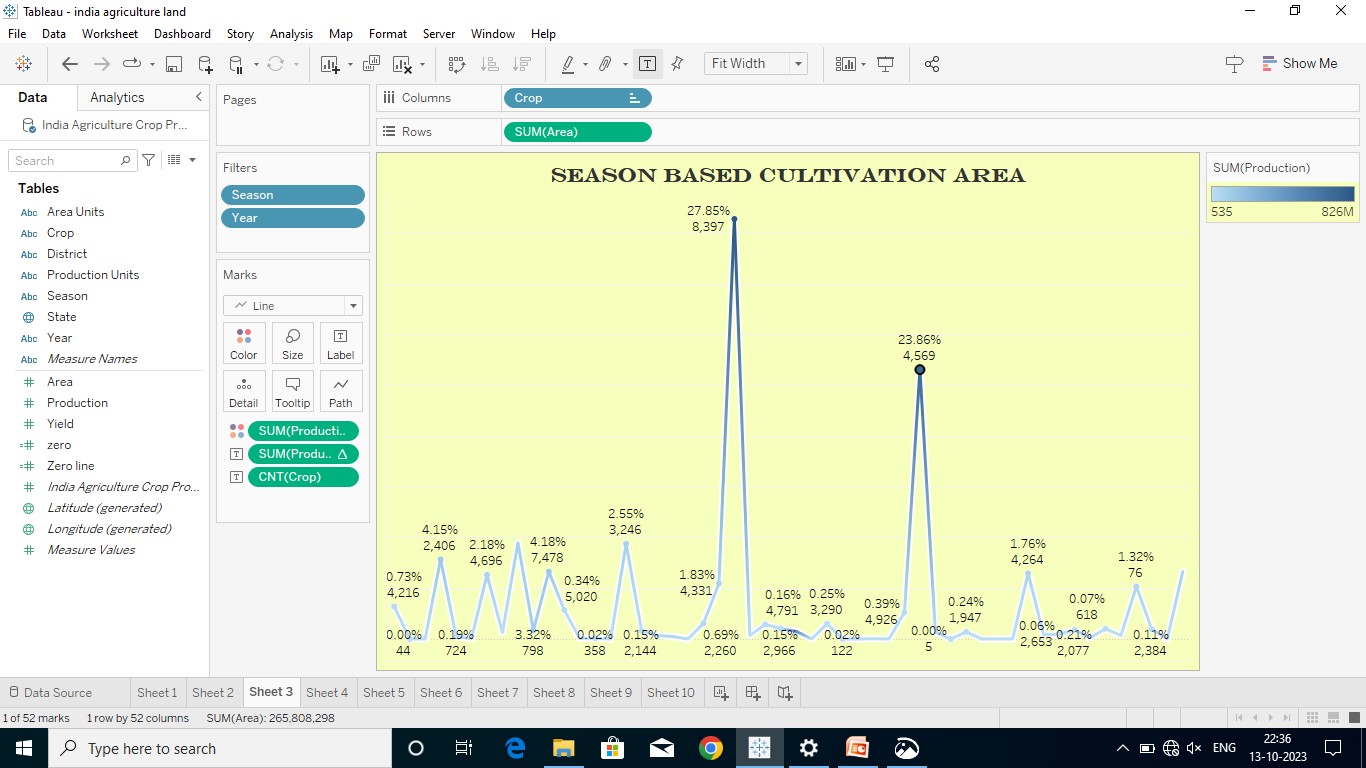 Tableau - india agriculture land
File Data Worksheet Dashboard Story Analysis Map Format Server Window Help
Fit Width
Show Me
Data Analytics
India Agriculture Crop Pr...
Search
Tables
Abc Area Units
Abc Crop
Abc District
Abc Production Units
Abc Season
State
Abc Year
Abc Measure Names
Area
Production
Yield
zero
Zero line
India Agriculture Crop Pro...
Latitude (generated)
Longitude (generated)
Measure Values
Pages
Filters
Season
Year
Marks
Line
Color Size Label
Detail Tooltip Path
SUM(Producti..
SUM(Produ..
CNT(Crop)
Columns Crop
Rows SUM(Area)
SEASON BASED CULTIVATION AREA
27.85%
8,397
23.86%
4,569
4.15%
2,406
2.18%
4,696
4.18%
7,478
2.55%
3,246
0.73%
4,216
0.34%
5,020
1.83%
4,331
0.16%
4,791
0.25%
3,290
0.39%
4,926
0.24%
1,947
1.76%
4,264
0.07%
618
1.32%
76
0.00%
44
0.19%
724
3.32%
798
0.02%
358
0.15%
2,144
0.69%
2,260
0.15%
2,966
0.02%
122
0.00%
5
0.06%
2,653
0.21%
2,077
0.11%
2,384
SUM(Production)
535 826M
Data Source Sheet 1 Sheet 2 Sheet 3 Sheet 4 Sheet 5 Sheet 6 Sheet 7 Sheet 8 Sheet 9 Sheet 10
1 of 52 marks 1 row by 52 columns SUM(Area): 265,808,298
Type here to search
ENG
22:36
13-10-2023